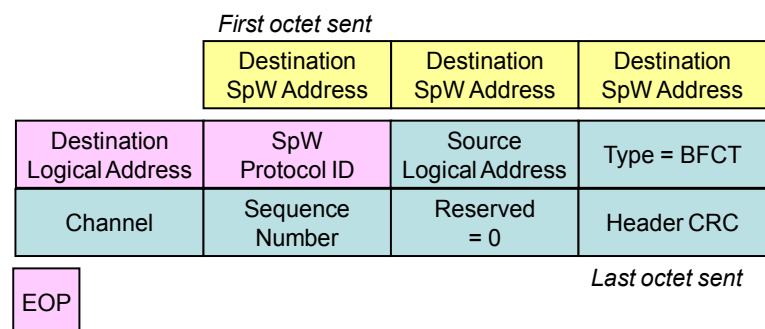 First octet sent
Destination
SpW Address
Destination
SpW Address
Destination
SpW Address
Destination
Logical Address
SpW
Protocol ID
Source
Logical Address
Type = BFCT
Channel
Sequence
Number
Reserved
= 0
Header CRC
Last octet sent
EOP